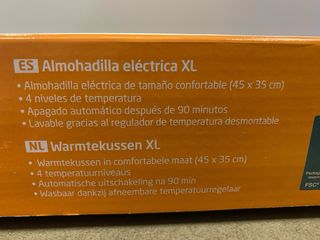 ES Almohadilla eléctrica XL
• Almohadilla eléctrica de tamaño confortable (45 x 35 cm)
• 4 niveles de temperatura
• Apagado automático después de 90 minutos
• Lavable gracias al regulador de temperatura desmontable
NL Warmtekussen XL
• Warmtekussen in comfortabele maat (45 x 35 cm)
• 4 temperatuurniveaus
• Automatische uitschakeling na 90 min
• Wasbaar dankzij afneembare temperatuurregelaar
FSC